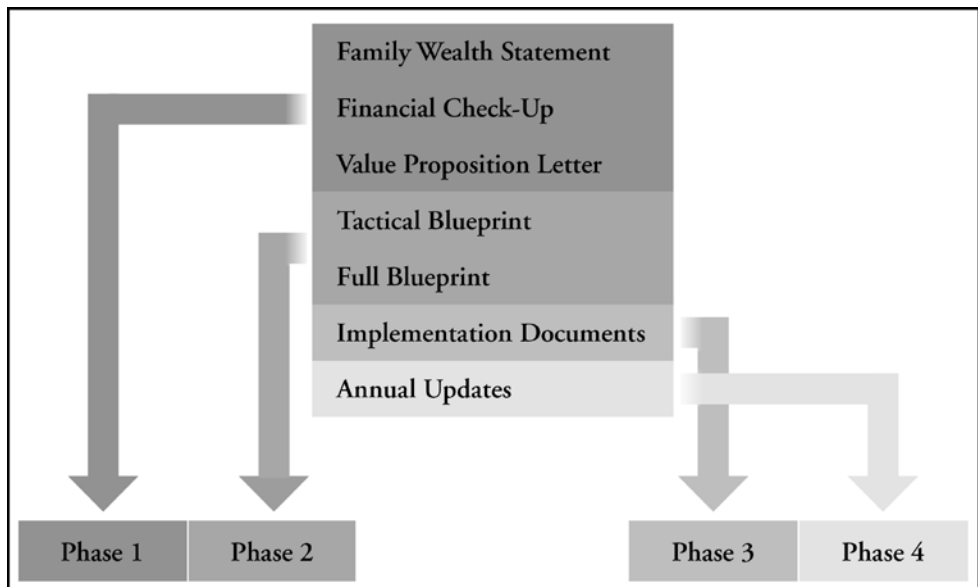 Family Wealth Statement
Financial Check-Up
Value Proposition Letter
Tactical Blueprint
Full Blueprint
Implementation Documents
Annual Updates
Phase 1
Phase 2
Phase 3
Phase 4